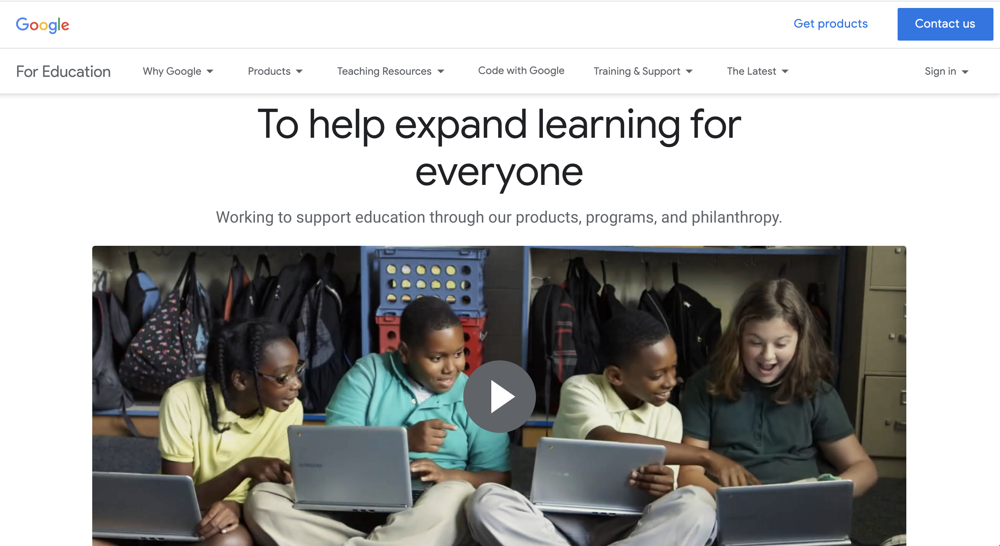 Google
Get products
Contact us
For Education
Why Google
Products
Teaching Resources
Code with Google
Training & Support
The Latest
Sign in
To help expand learning for
everyone
Working to support education through our products, programs, and philanthropy.
SAMSUNG